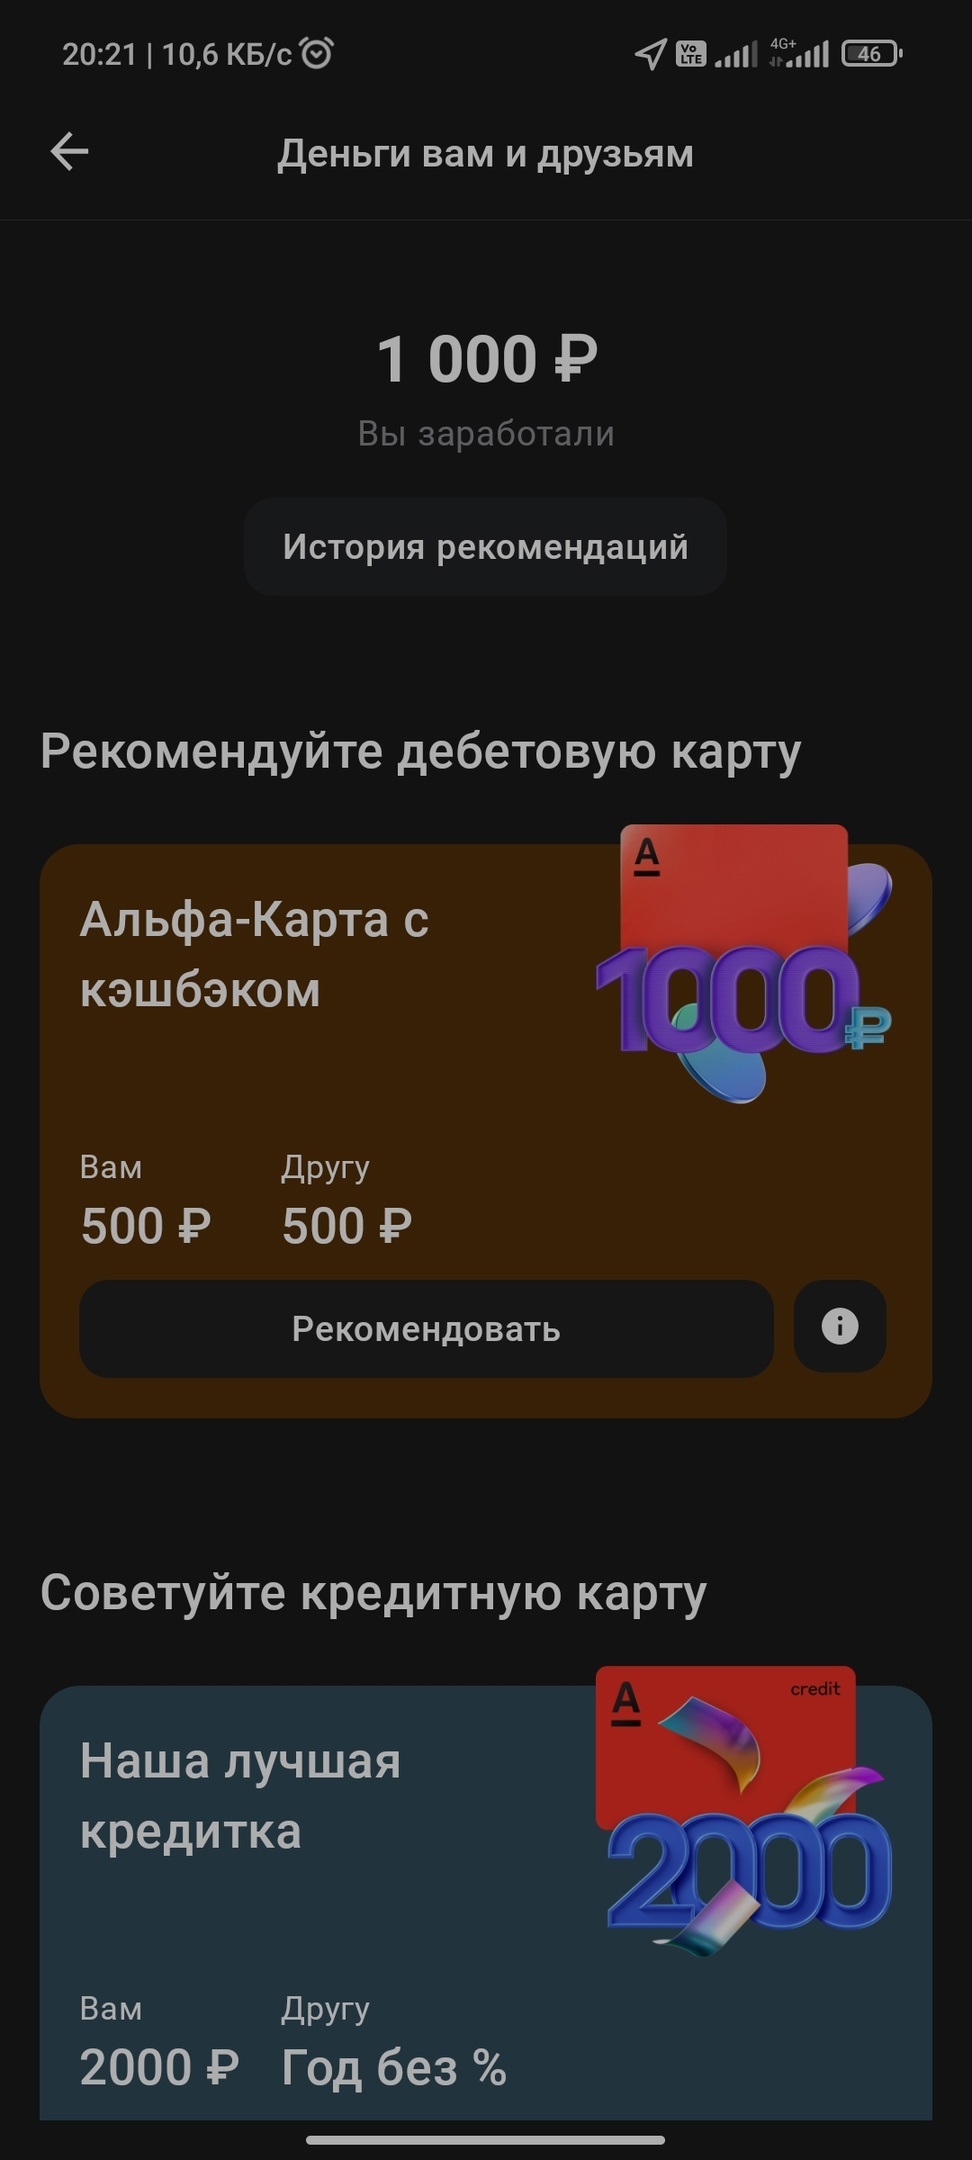 20:21 | 10,6 КБ/с
Vo LTE
4G+
46
Деньги вам и друзьям
1 000 ₽
Вы заработали
История рекомендаций
Рекомендуйте дебетовую карту
Альфа-Карта с
кэшбэком
А
1000₽
Вам Другу
500 ₽ 500 ₽
Рекомендовать
Советуйте кредитную карту
Наша лучшая
кредитка
А credit
2000
Вам Другу
2000 ₽ Год без %